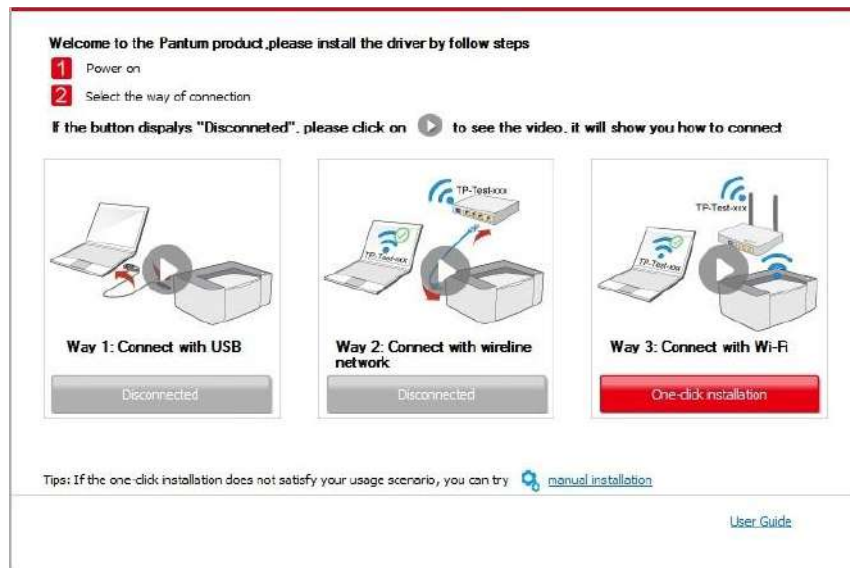 Welcome to the Pantum product,please install the driver by follow steps
1 Power on
2 Select the way of connection
If the button dispalys "Disconneted", please click on to see the video, it will show you how to connect
TP-Test-xxx
TP-Test-xxx
TP-Test-xxx
TP-Test-xxx
Way 1: Connect with USB
Way 2: Connect with wireline
network
Way 3: Connect with Wi-Fi
Disconnected
Disconnected
One-click installation
Tips: If the one-click installation does not satisfy your usage scenario, you can try manual installation
User Guide